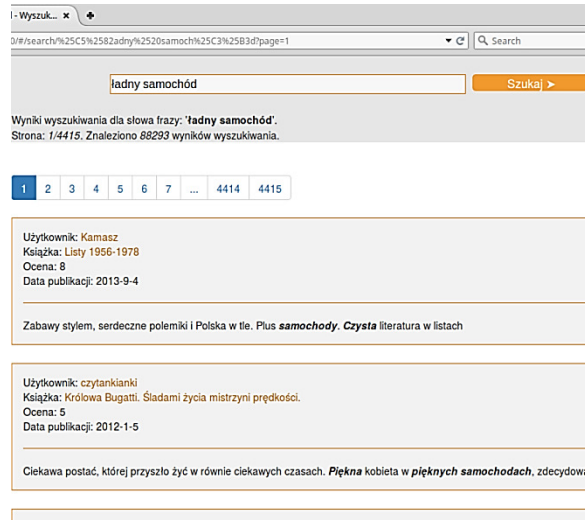 l - Wyszuk... x
0/#/search/%25C5%2582adny%2520samoch%25C3%25B3d?page=1
Search
ładny samochód
Szukaj ➤
Wyniki wyszukiwania dla słowa frazy: 'ładny samochód'.
Strona: 1/4415. Znaleziono 88293 wyników wyszukiwania.
1 2 3 4 5 6 7 ... 4414 4415
Użytkownik: Kamasz
Książka: Listy 1956-1978
Ocena: 8
Data publikacji: 2013-9-4
Zabawy stylem, serdeczne polemiki i Polska w tle. Plus samochody. Czysta literatura w listach
Użytkownik: czytankianki
Książka: Królowa Bugatti. Śladami życia mistrzyni prędkości.
Ocena: 5
Data publikacji: 2012-1-5
Ciekawa postać, której przyszło żyć w równie ciekawych czasach. Piękna kobieta w pięknych samochodach, zdecydowa